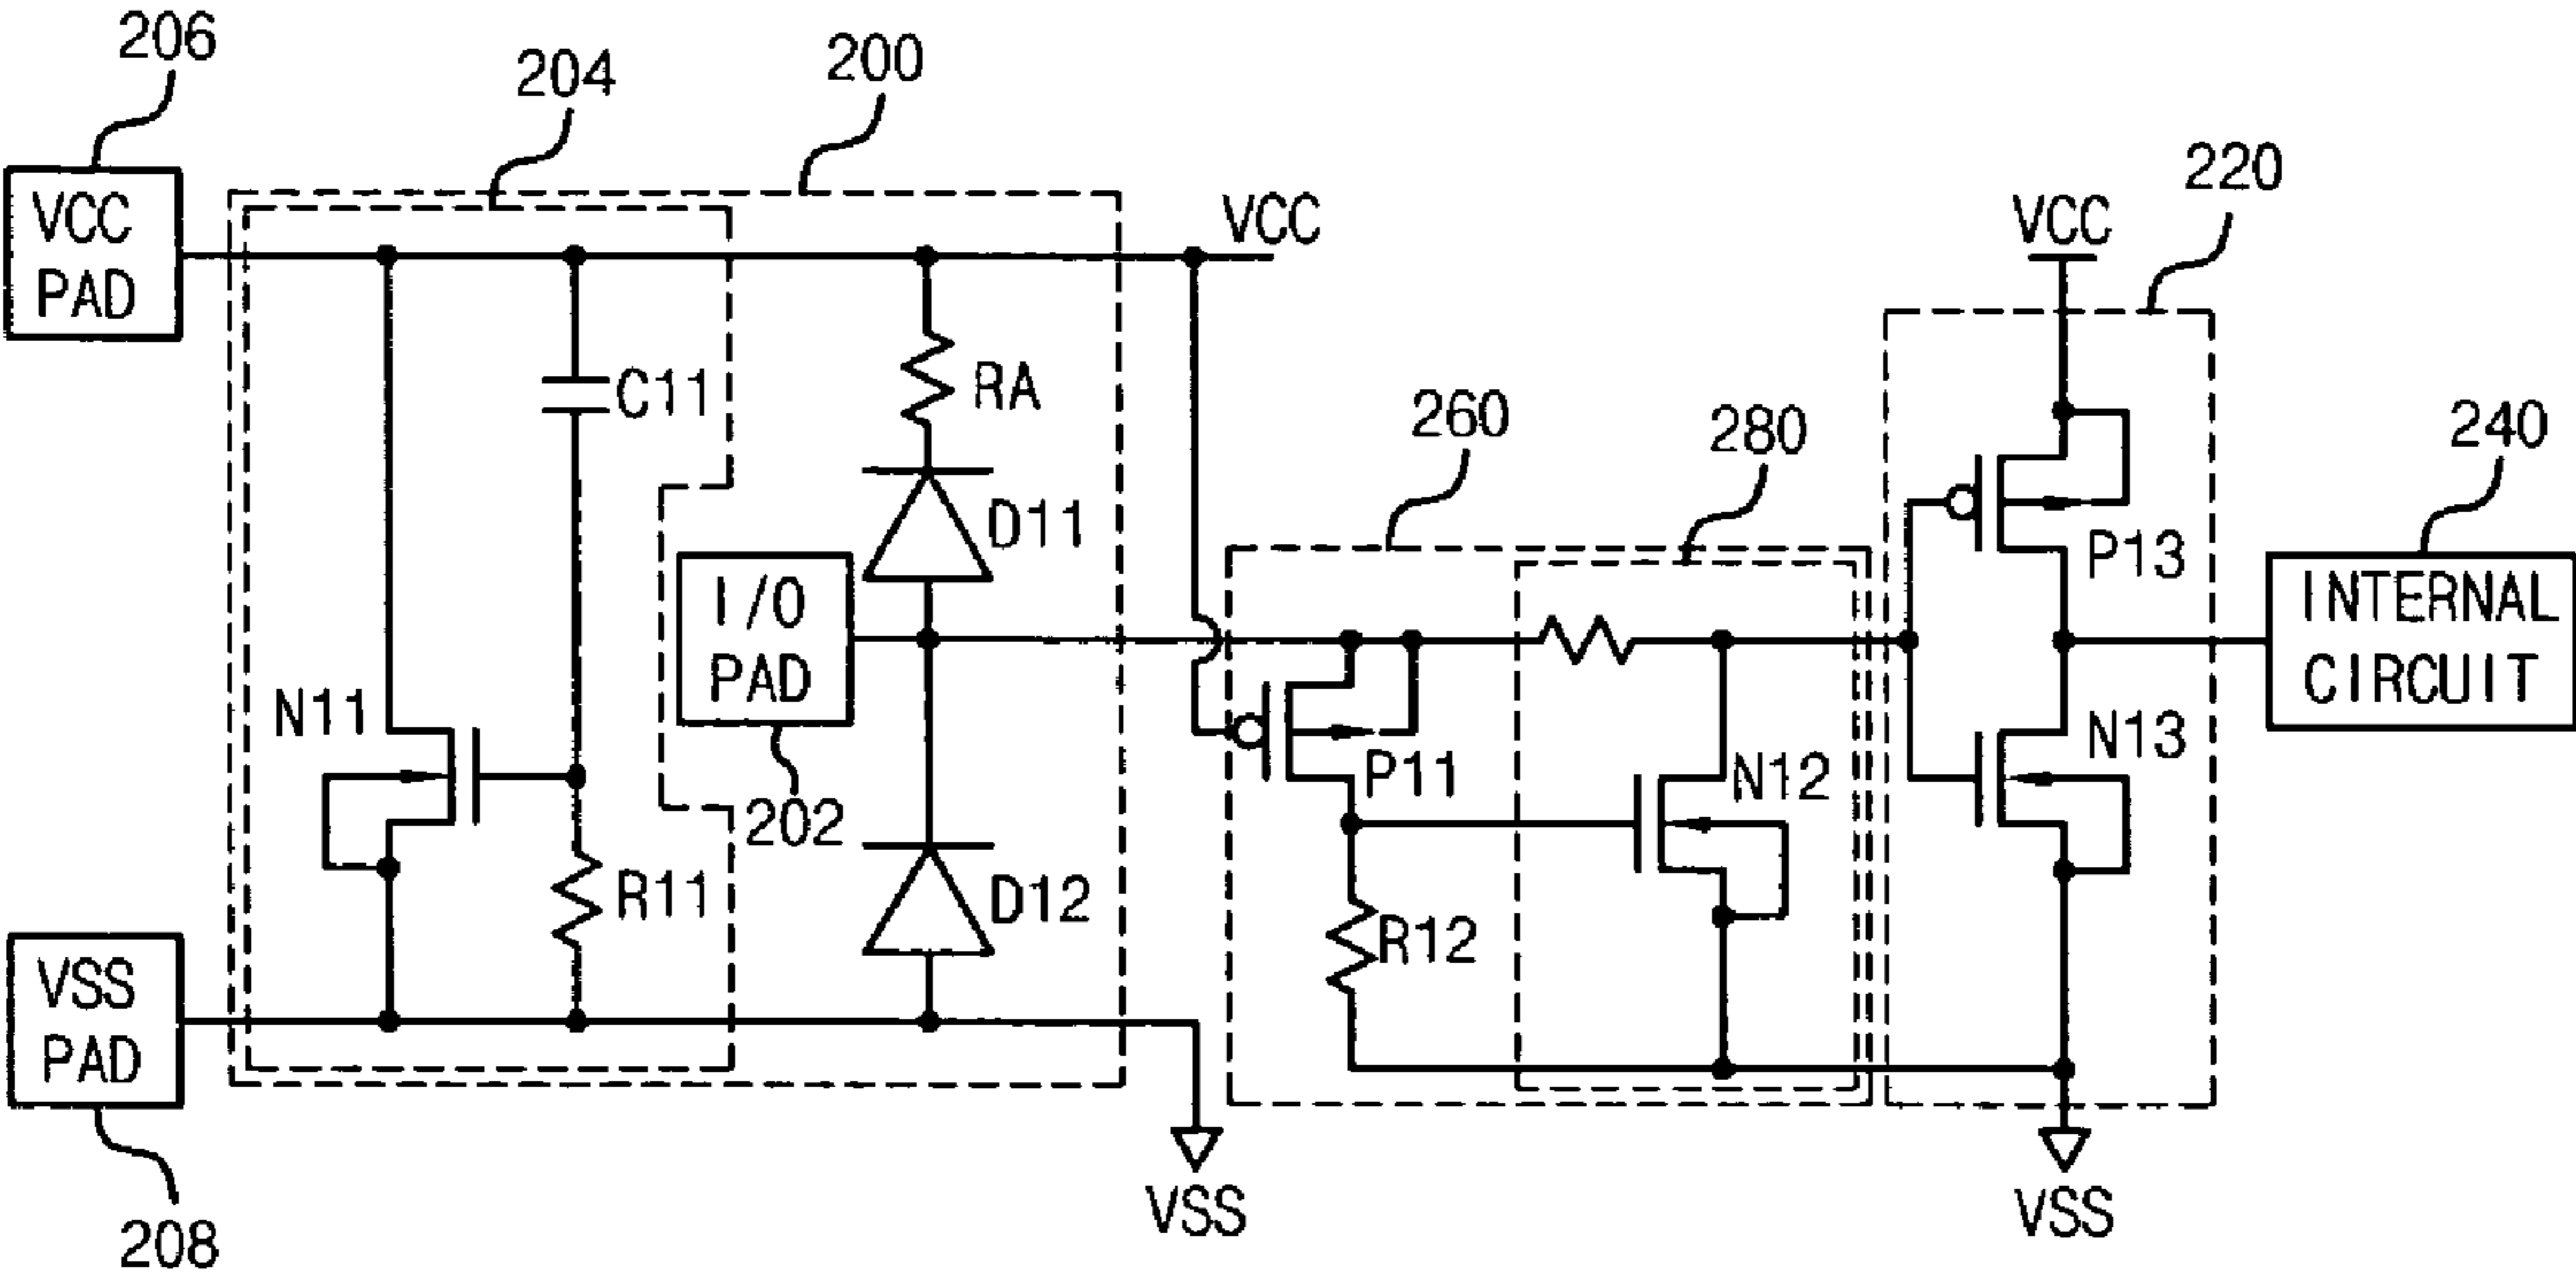 206
204
200
220
VCC
PAD
VCC
VCC
C11
RA
260
280
240
D11
P13
I/O
PAD
INTERNAL
CIRCUIT
N11
P11
N12
N13
202
R11
D12
R12
VSS
PAD
VSS
VSS
208